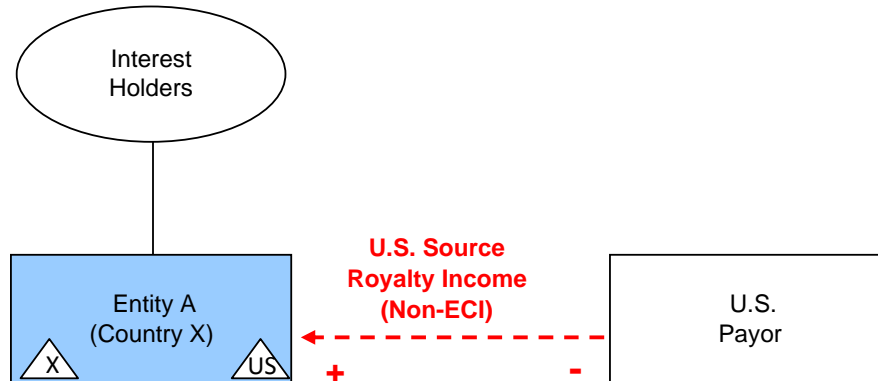 Interest
Holders
U.S. Source
Royalty Income
(Non-ECI)
Entity A
(Country X)
U.S.
Payor
X
US
+
-